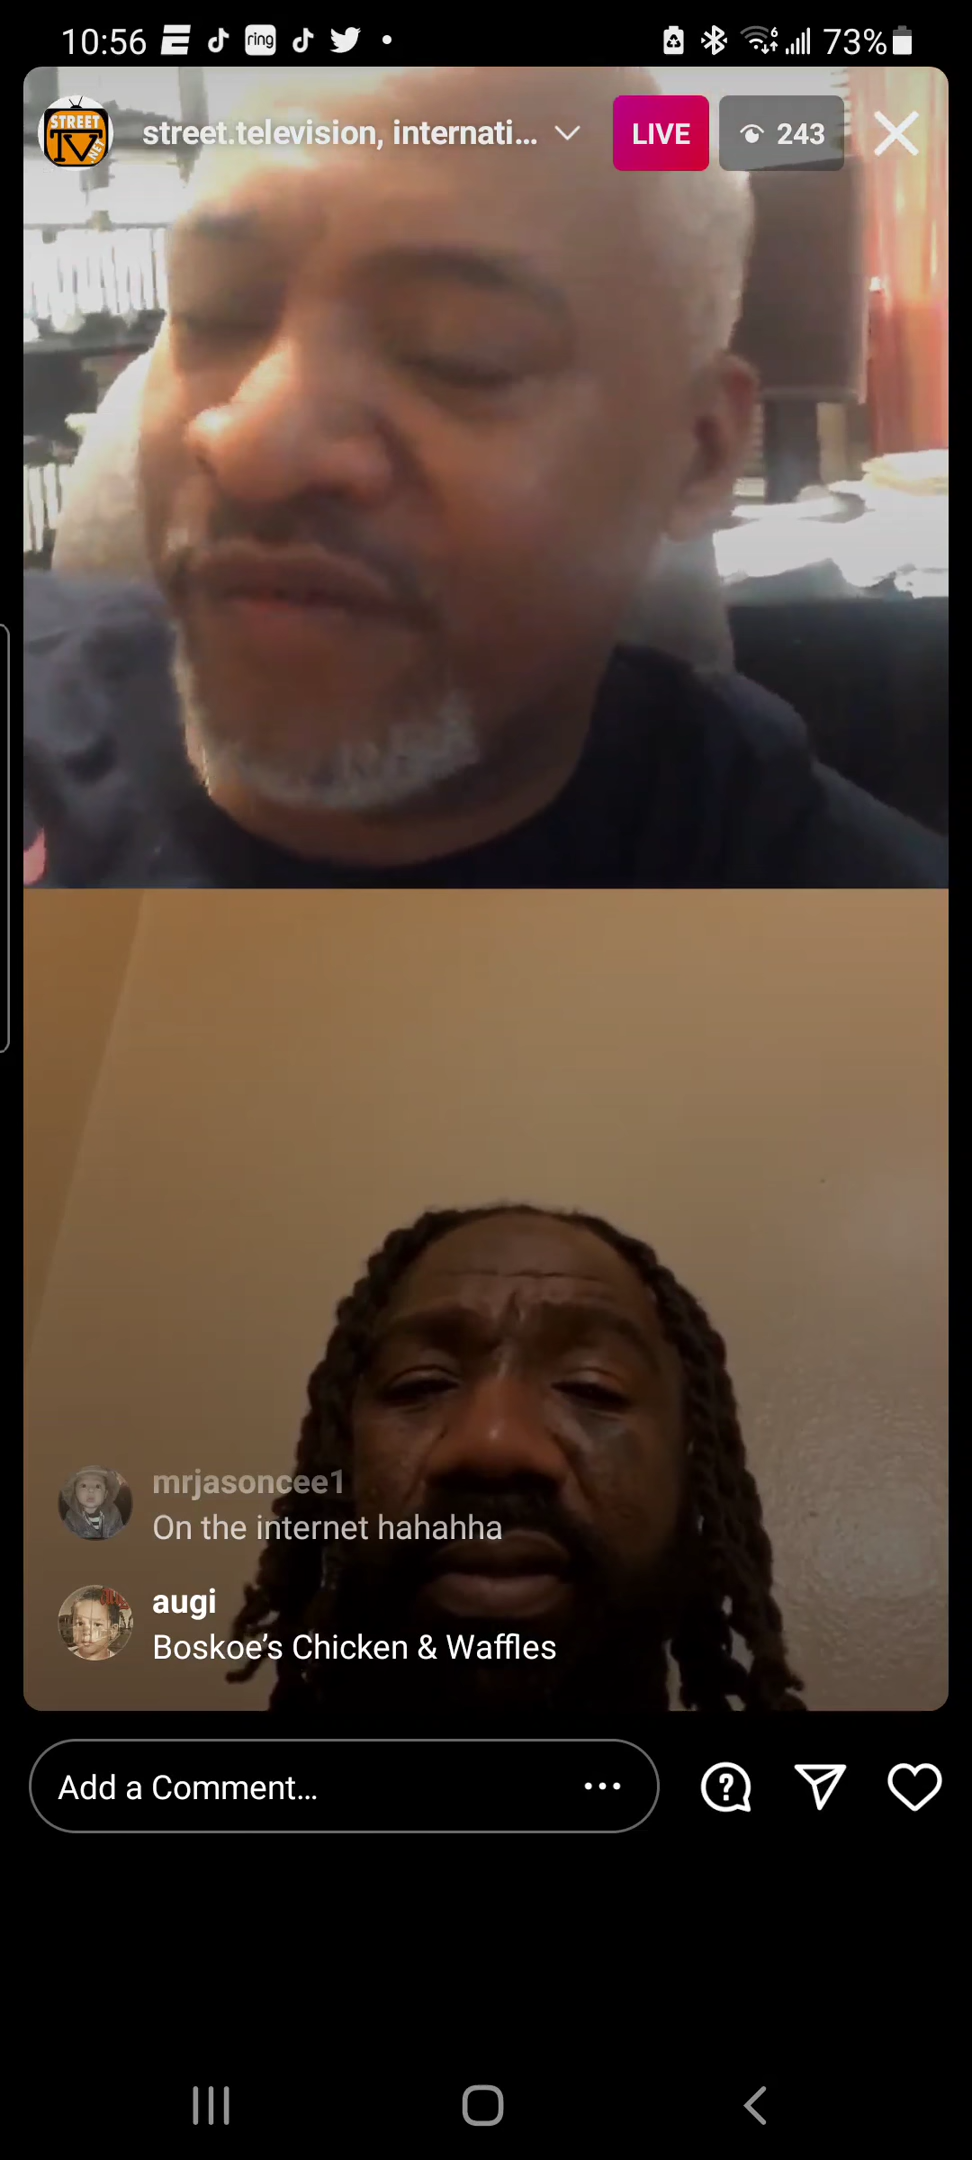 10:56
ring
73%
STREET
TV
NET
street.television, internati...
LIVE
243
mrjasoncee1
On the internet hahahha
augi
Boskoe's Chicken & Waffles
Add a Comment...